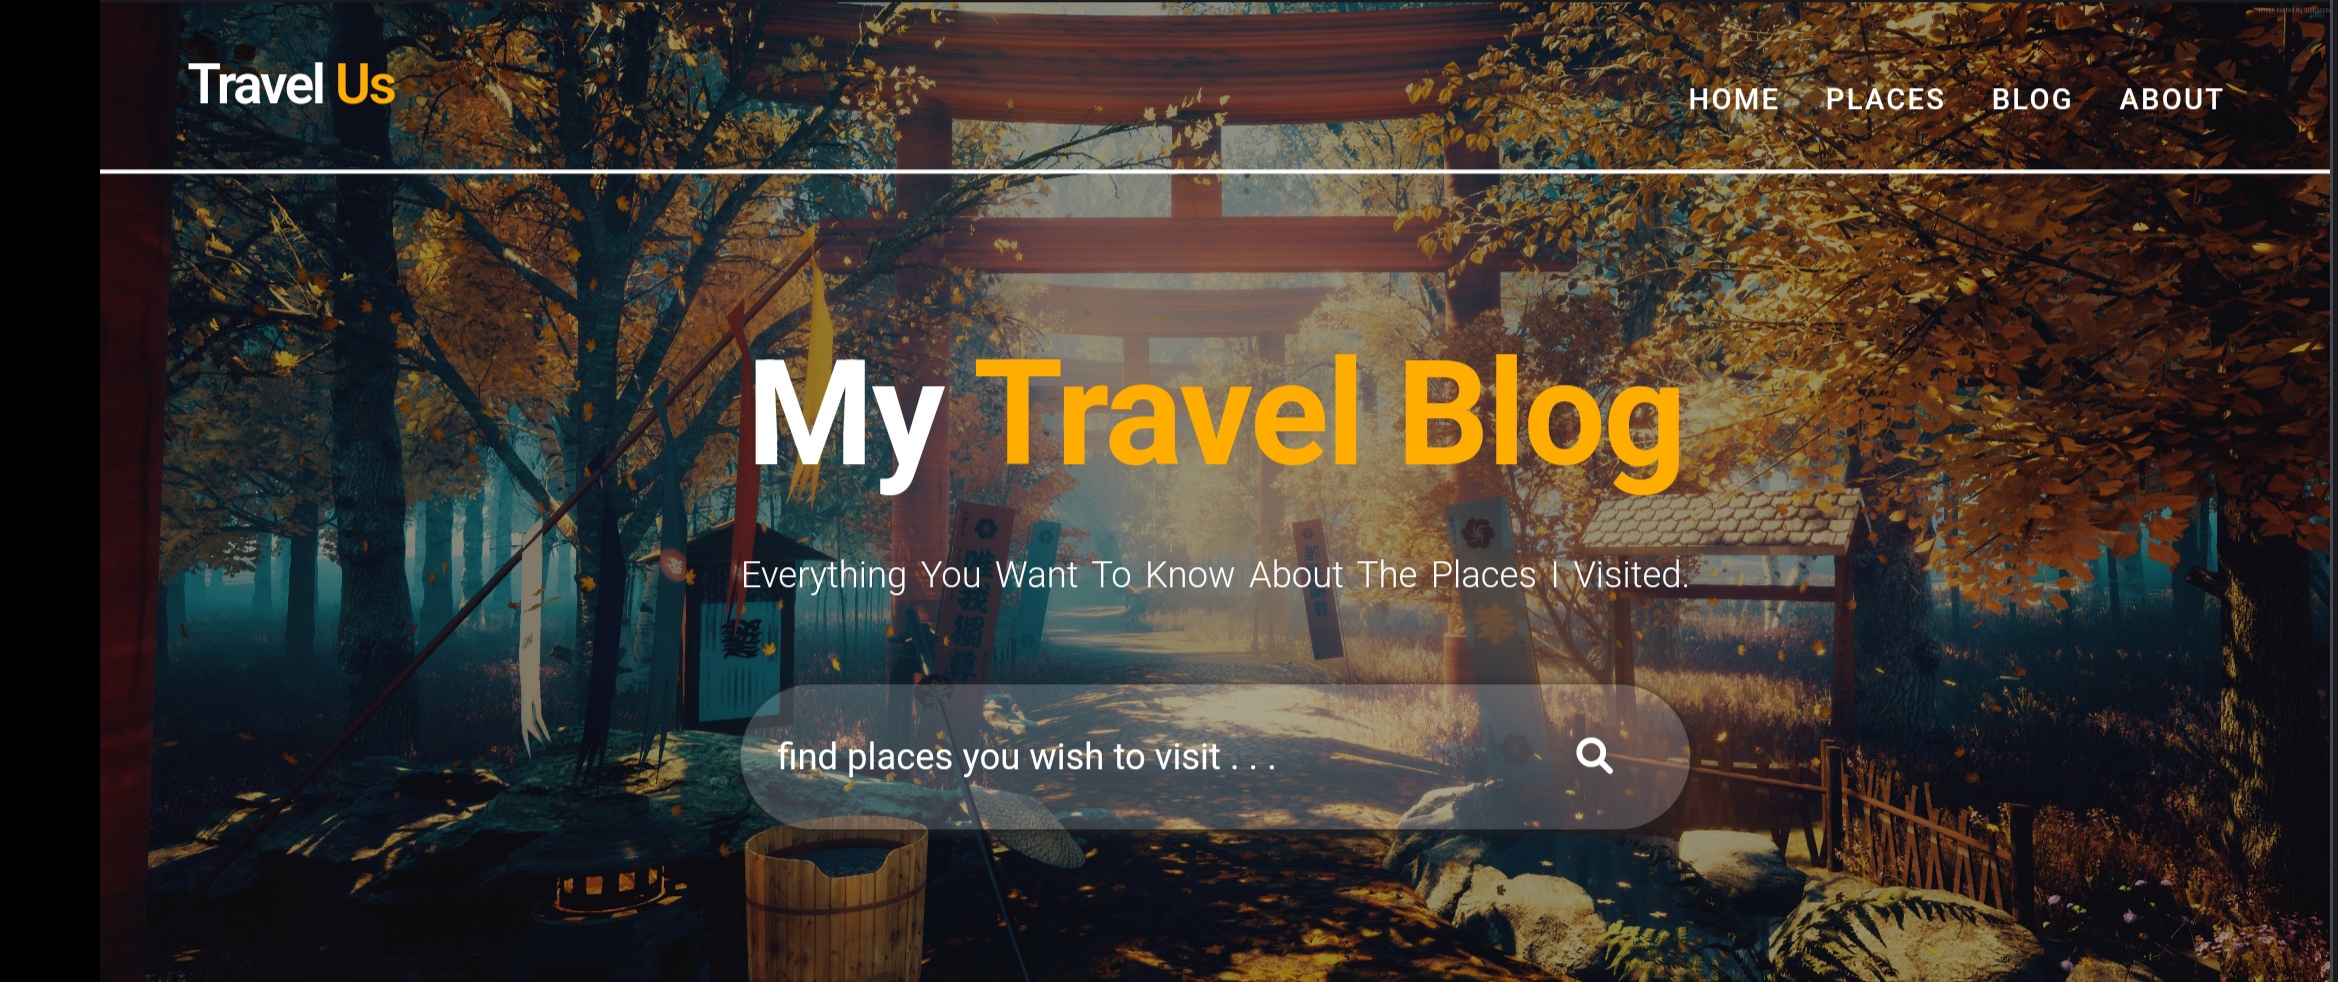 Travel Us
HOME PLACES BLOG ABOUT
My Travel Blog
Everything You Want To Know About The Places I Visited.
find places you wish to visit . . .